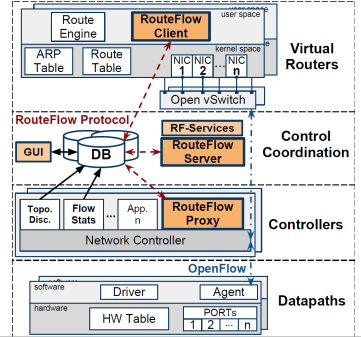 user space
Route Engine
RouteFlow Client
user space
kernel space
ARP Table
Route Table
NIC 1
NIC 2
...
NIC n
Virtual Routers
Open vSwitch
RouteFlow Protocol
GUI
DB
RF-Services
RouteFlow Server
Control Coordination
Topo. Disc.
Flow Stats
...
App. n
RouteFlow Proxy
Network Controller
Controllers
OpenFlow
software
Driver
Agent
hardware
HW Table
PORTs
1 2 ... n
Datapaths